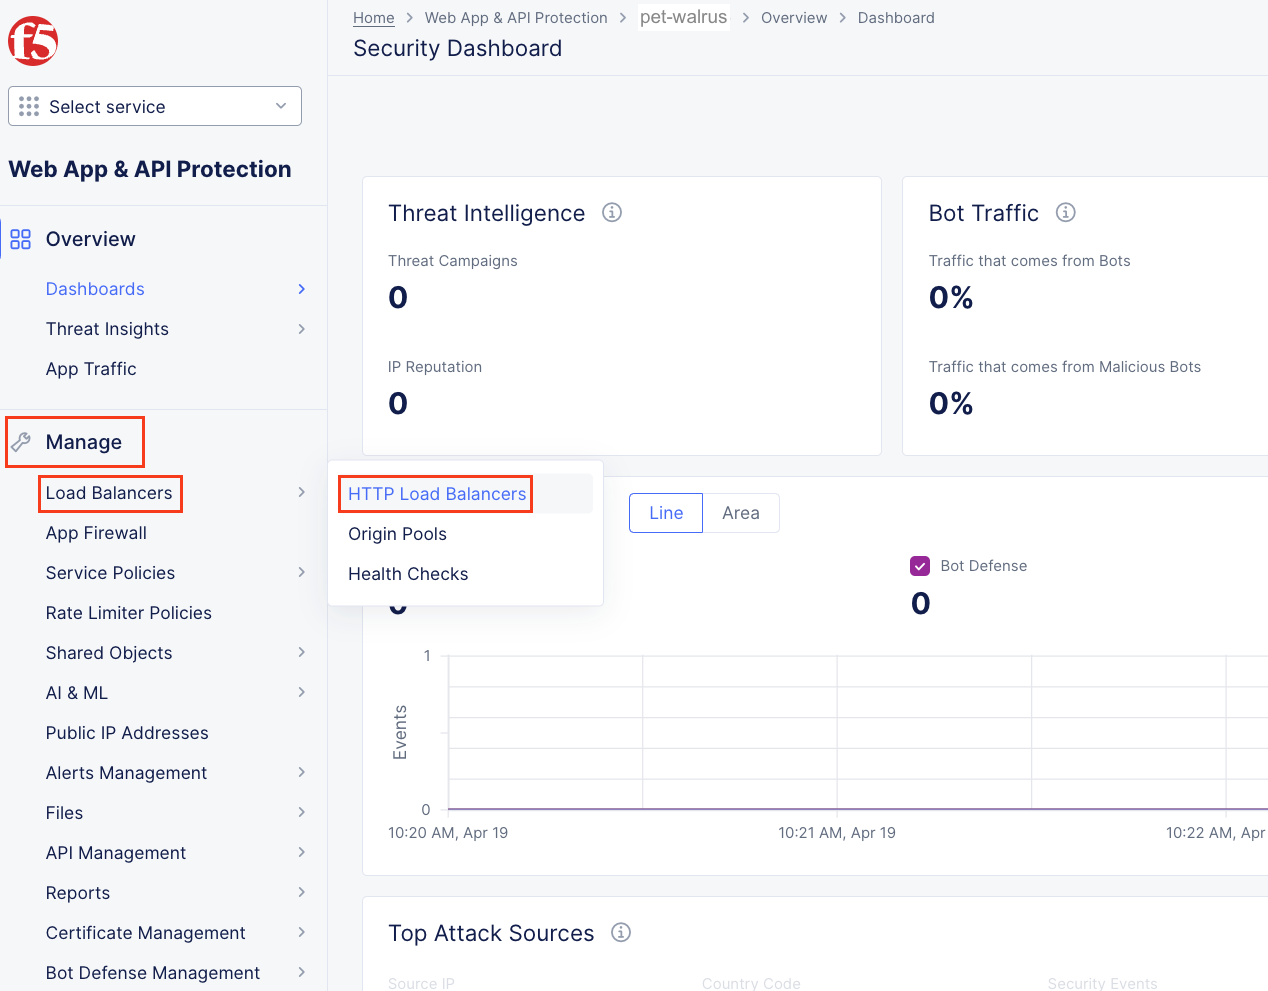 f5
Home > Web App & API Protection > pet-walrus > Overview > Dashboard
Security Dashboard
Select service
Web App & API Protection
Overview
Dashboards
Threat Insights
App Traffic
Manage
Load Balancers
App Firewall
Service Policies
Rate Limiter Policies
Shared Objects
AI & ML
Public IP Addresses
Alerts Management
Files
API Management
Reports
Certificate Management
Bot Defense Management
HTTP Load Balancers
Origin Pools
Health Checks
Threat Intelligence
Threat Campaigns
0
IP Reputation
0
Bot Traffic
Traffic that comes from Bots
0%
Traffic that comes from Malicious Bots
0%
Line
Area
Bot Defense
0
0
1
Events
0
10:20 AM, Apr 19
10:21 AM, Apr 19
10:22 AM, Apr
Top Attack Sources
Source IP
Country Code
Security Events